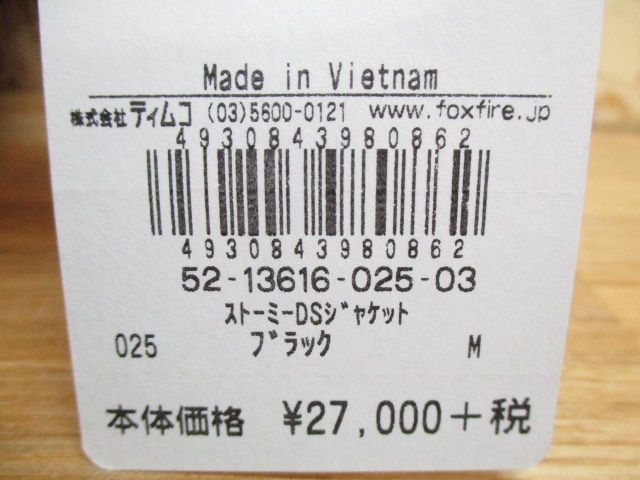 Made in Vietnam
株式会社 ティムコ (03)5600-0121 www.foxfire.jp
4930843980862
4930843980862
52-13616-025-03
ｽﾄｰﾐｰDSｼﾞｬｹｯﾄ
025 ﾌﾞﾗｯｸ M
本体価格 ¥27,000+税